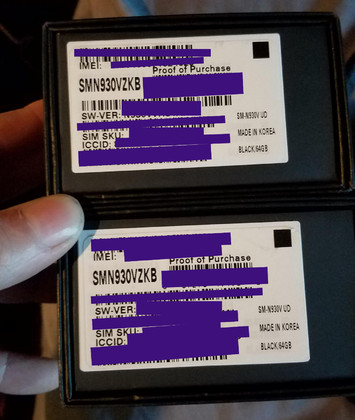 IMEI:
Proof of Purchase
SMN930VZKB
SW-VER:
SM-N930V UD
SIM SKU:
MADE IN KOREA
ICCID:
BLACK/64GB
IMEI:
Proof of Purchase
SMN930VZKB
SW-VER:
SM-N930V UD
SIM SKU
MADE IN KOREA
ICCID:
BLACK/64GB